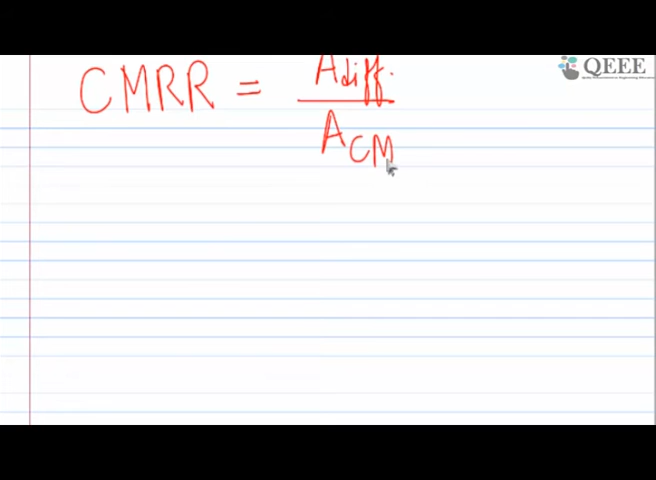 QEEE
CMRR = Adiff.
ACM